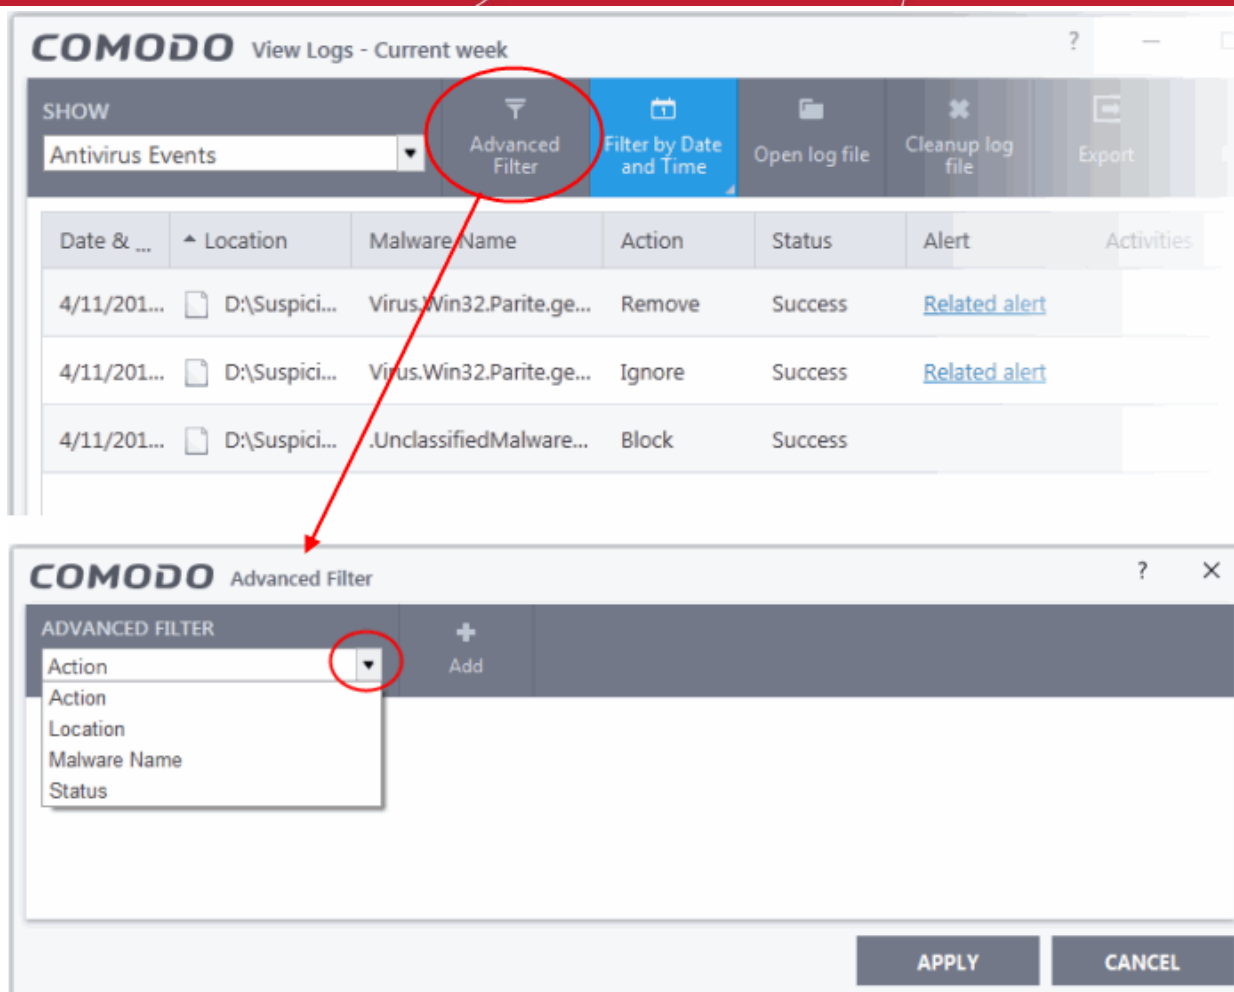 COMODO View Logs - Current week
?
SHOW
Antivirus Events
Advanced
Filter
Filter by Date
and Time
Open log file
Cleanup log
file
Export
Date & ... Location Malware Name Action Status Alert Activities
4/11/201... D:\Suspici... Virus.Win32.Parite.ge... Remove Success Related alert
4/11/201... D:\Suspici... Virus.Win32.Parite.ge... Ignore Success Related alert
4/11/201... D:\Suspici... .UnclassifiedMalware... Block Success
COMODO Advanced Filter
?
ADVANCED FILTER
Action
Add
Action
Location
Malware Name
Status
APPLY CANCEL